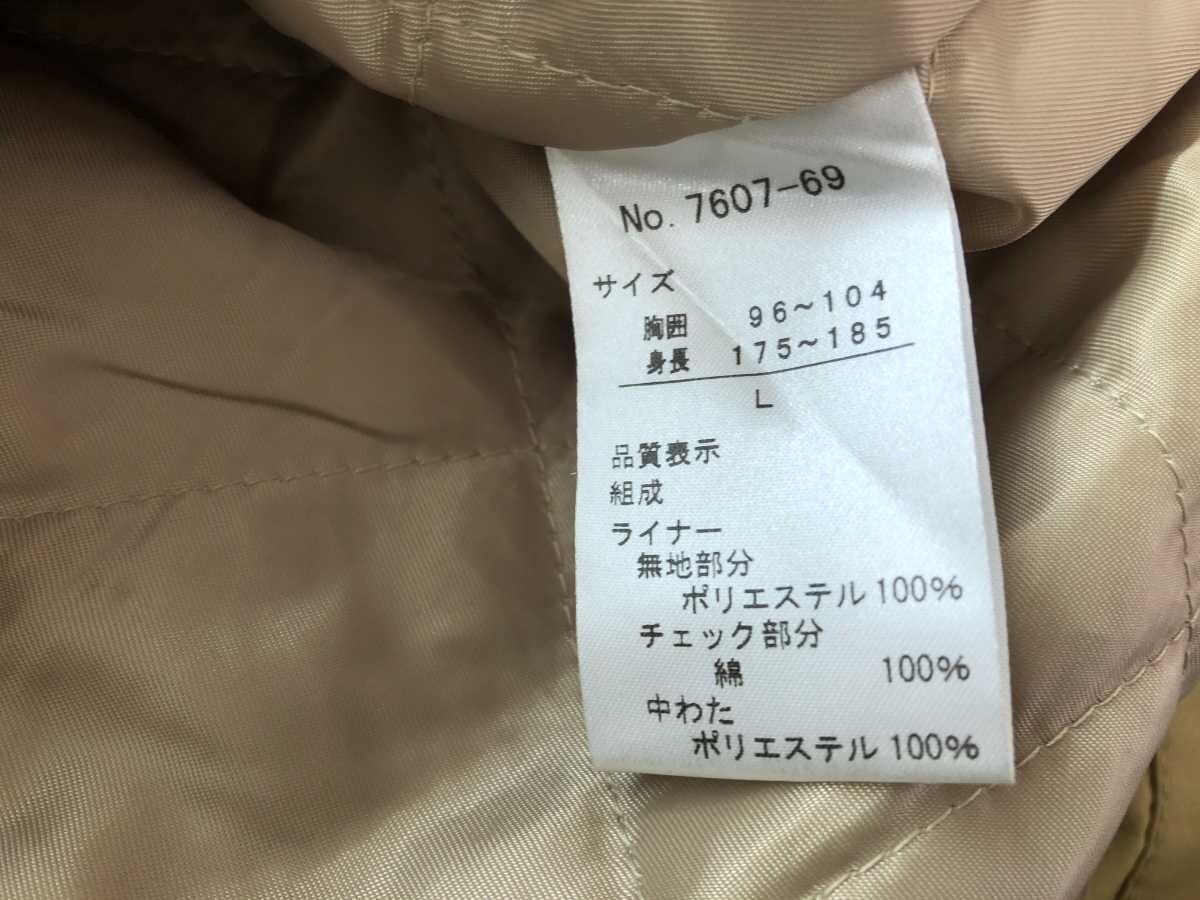 No. 7607-69
サイズ
胸囲 96~104
身長 175~185
L
品質表示
組成
ライナー
無地部分
ポリエステル 100%
チェック部分
綿 100%
中わた
ポリエステル 100%